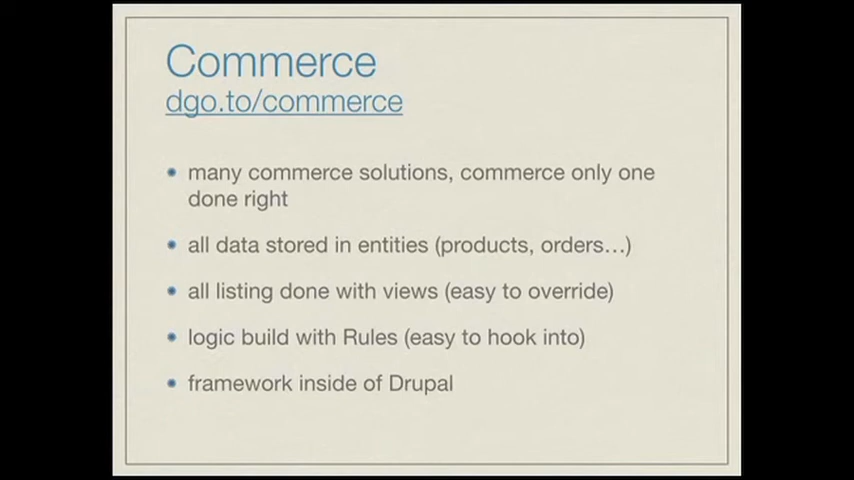 Commerce
dgo.to/commerce
many commerce solutions, commerce only one
done right
all data stored in entities (products, orders...)
all listing done with views (easy to override)
logic build with Rules (easy to hook into)
framework inside of Drupal